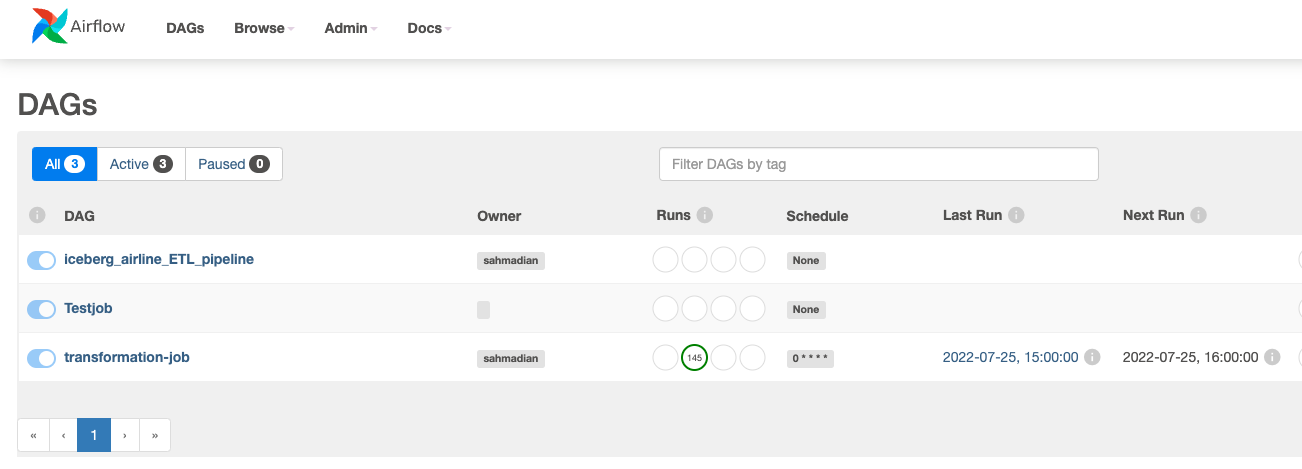 Airflow DAGs Browse Admin Docs
DAGs
All 3 Active 3 Paused 0 Filter DAGs by tag
i DAG Owner Runs i Schedule Last Run i Next Run i
iceberg_airline_ETL_pipeline sahmadian None
Testjob None
transformation-job sahmadian 145 0 * * * * 2022-07-25, 15:00:00 i 2022-07-25, 16:00:00 i
« ‹ 1 › »